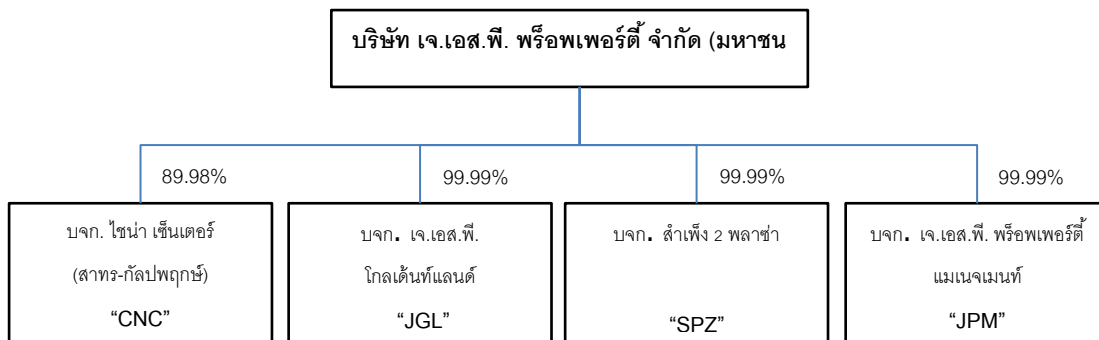 บริษัท เจ.เอส.พี. พร็อพเพอร์ตี้ จำกัด (มหาชน
89.98%
99.99%
99.99%
99.99%
บจก. ไชน่า เซ็นเตอร์
(สาทร-กัลปพฤกษ์)
“CNC”
บจก. เจ.เอส.พี.
โกลเด้นท์แลนด์
“JGL”
บจก. สำเพ็ง 2 พลาซ่า
“SPZ”
บจก. เจ.เอส.พี. พร็อพเพอร์ตี้
แมเนจเมนท์
“JPM”